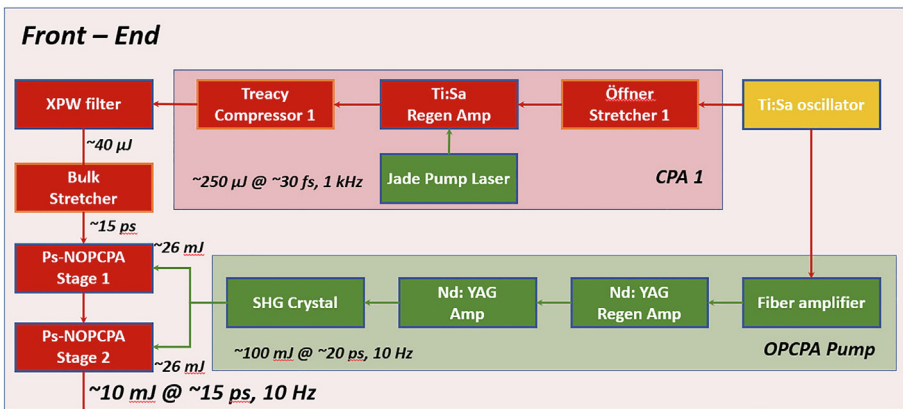 Front – End
XPW filter
Treacy
Compressor 1
Ti:Sa
Regen Amp
Öffner
Stretcher 1
Ti:Sa oscillator
~40 µJ
Bulk
Stretcher
~250 µJ @ ~30 fs, 1 kHz
Jade Pump Laser
CPA 1
~15 ps
Ps-NOPCPA
Stage 1
~26 mJ
SHG Crystal
Nd: YAG
Amp
Nd: YAG
Regen Amp
Fiber amplifier
Ps-NOPCPA
Stage 2
~26 mJ
~100 mJ @ ~20 ps, 10 Hz
OPCPA Pump
~10 mJ @ ~15 ps, 10 Hz